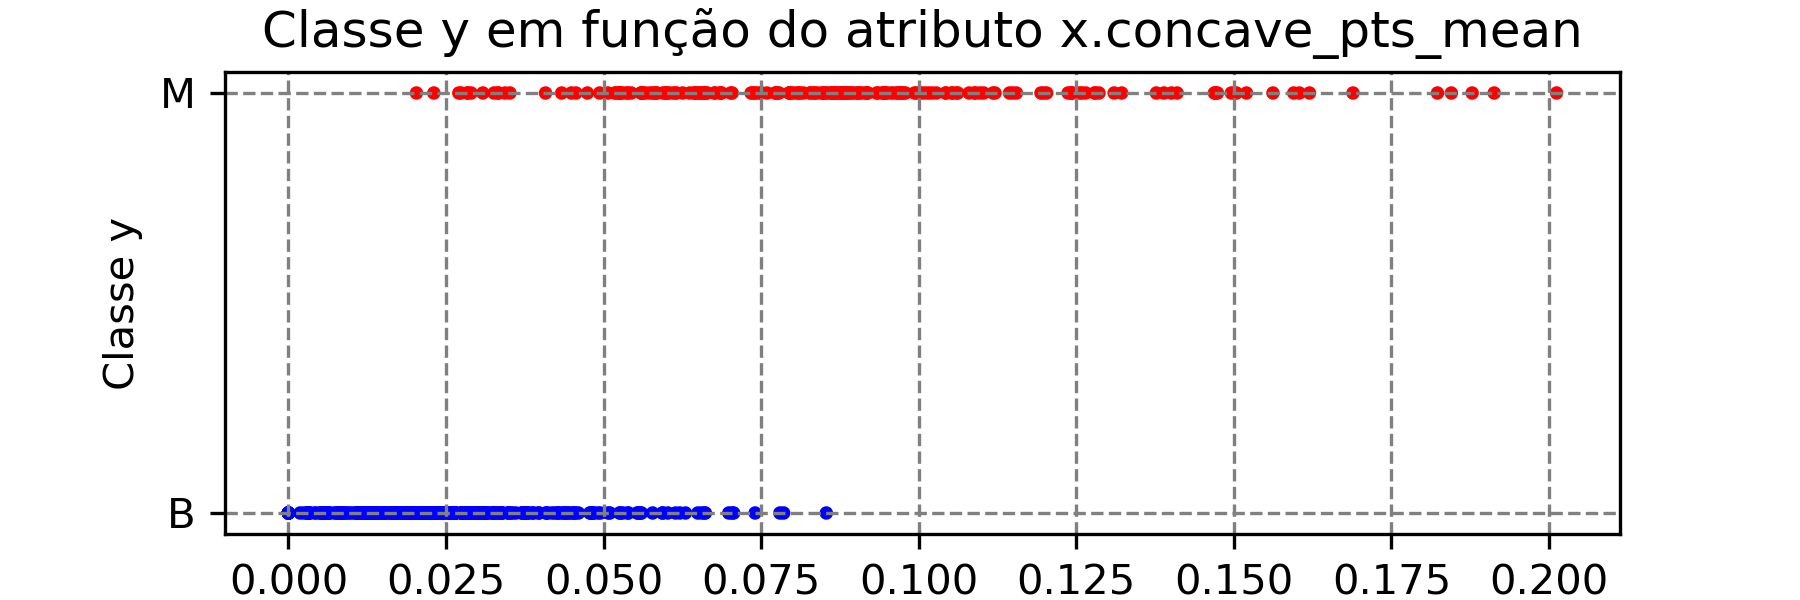 Classe y em função do atributo x.concave_pts_mean
M
Classe y
B
0.000 0.025 0.050 0.075 0.100 0.125 0.150 0.175 0.200